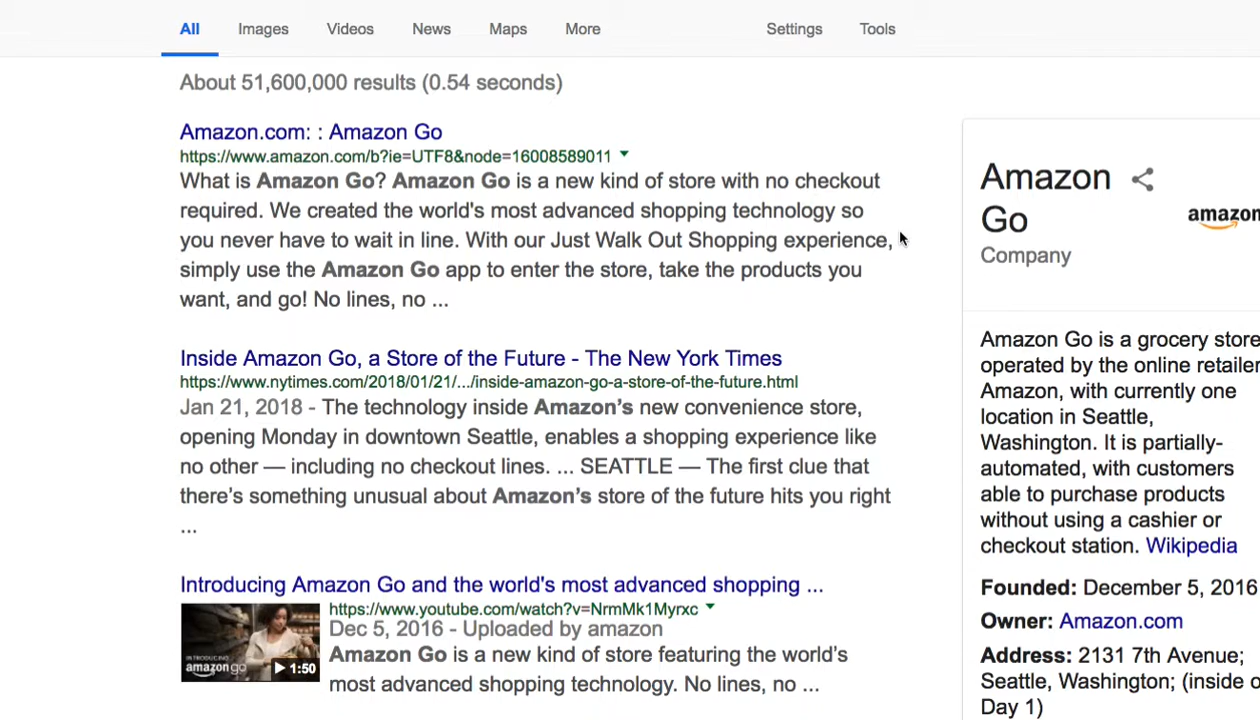 All Images Videos News Maps More Settings Tools
About 51,600,000 results (0.54 seconds)
Amazon.com: : Amazon Go
https://www.amazon.com/b?ie=UTF8&node=16008589011
What is Amazon Go? Amazon Go is a new kind of store with no checkout
required. We created the world's most advanced shopping technology so
you never have to wait in line. With our Just Walk Out Shopping experience,
simply use the Amazon Go app to enter the store, take the products you
want, and go! No lines, no ...
Inside Amazon Go, a Store of the Future - The New York Times
https://www.nytimes.com/2018/01/21/.../inside-amazon-go-a-store-of-the-future.html
Jan 21, 2018 - The technology inside Amazon's new convenience store,
opening Monday in downtown Seattle, enables a shopping experience like
no other — including no checkout lines. ... SEATTLE — The first clue that
there's something unusual about Amazon's store of the future hits you right
...
Introducing Amazon Go and the world's most advanced shopping ...
https://www.youtube.com/watch?v=NrmMk1Myrxc
Dec 5, 2016 - Uploaded by amazon
Amazon Go is a new kind of store featuring the world's
most advanced shopping technology. No lines, no ...
INTRODUCING
amazon go
1:50
Amazon
Go
Company
amazon
Amazon Go is a grocery store
operated by the online retailer
Amazon, with currently one
location in Seattle,
Washington. It is partially-
automated, with customers
able to purchase products
without using a cashier or
checkout station. Wikipedia
Founded: December 5, 2016
Owner: Amazon.com
Address: 2131 7th Avenue;
Seattle, Washington; (inside o
Day 1)